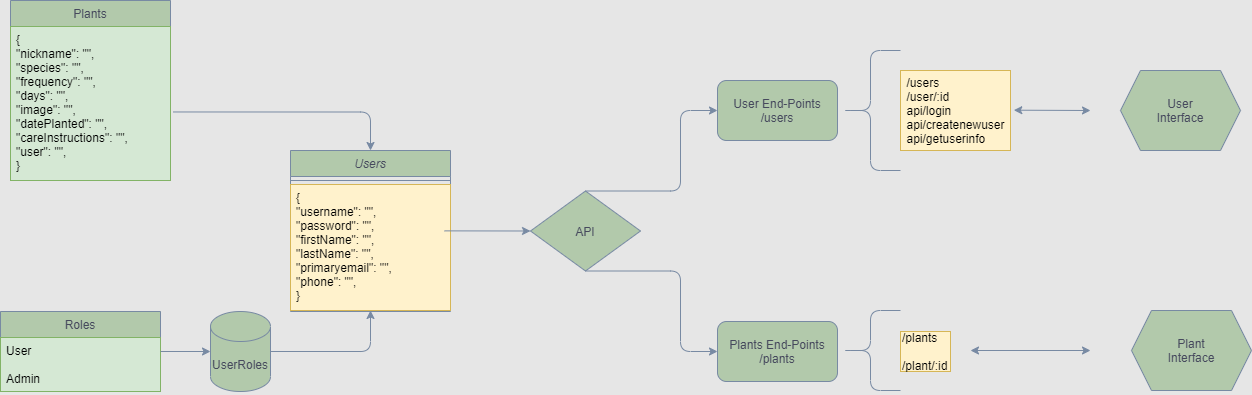 Plants
{
"nickname": "",
"species": "",
"frequency": "",
"days": "",
"image": ""
"datePlanted": "",
"careInstructions": "",
"user": "",
}
Users
{
"username": "",
"password": "",
"firstName": "",
"lastName": "",
"primaryemail": "",
"phone": "",
}
Roles
User
Admin
UserRoles
API
User End-Points
/users
/users
/user/:id
api/login
api/createnewuser
api/getuserinfo
User
Interface
Plants End-Points
/plants
/plants
/plant/:id
Plant
Interface